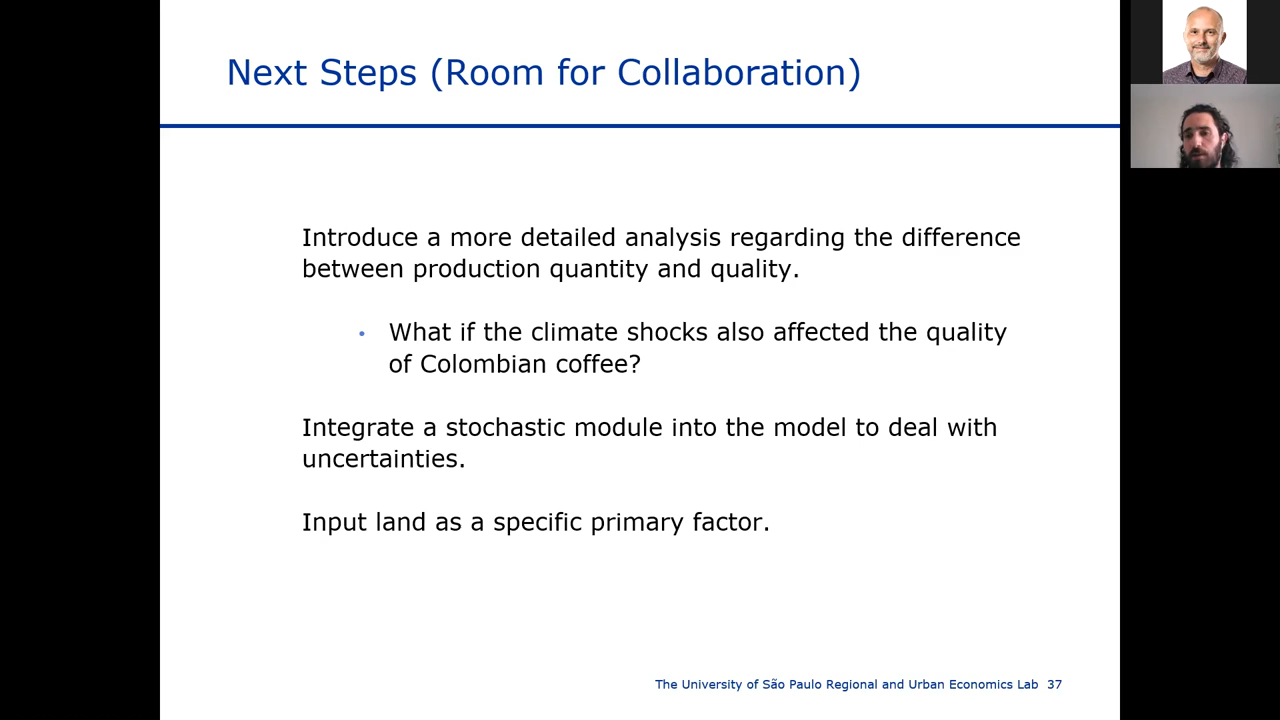 Next Steps (Room for Collaboration)
Introduce a more detailed analysis regarding the difference
between production quantity and quality.
• What if the climate shocks also affected the quality
of Colombian coffee?
Integrate a stochastic module into the model to deal with
uncertainties.
Input land as a specific primary factor.
The University of São Paulo Regional and Urban Economics Lab 37